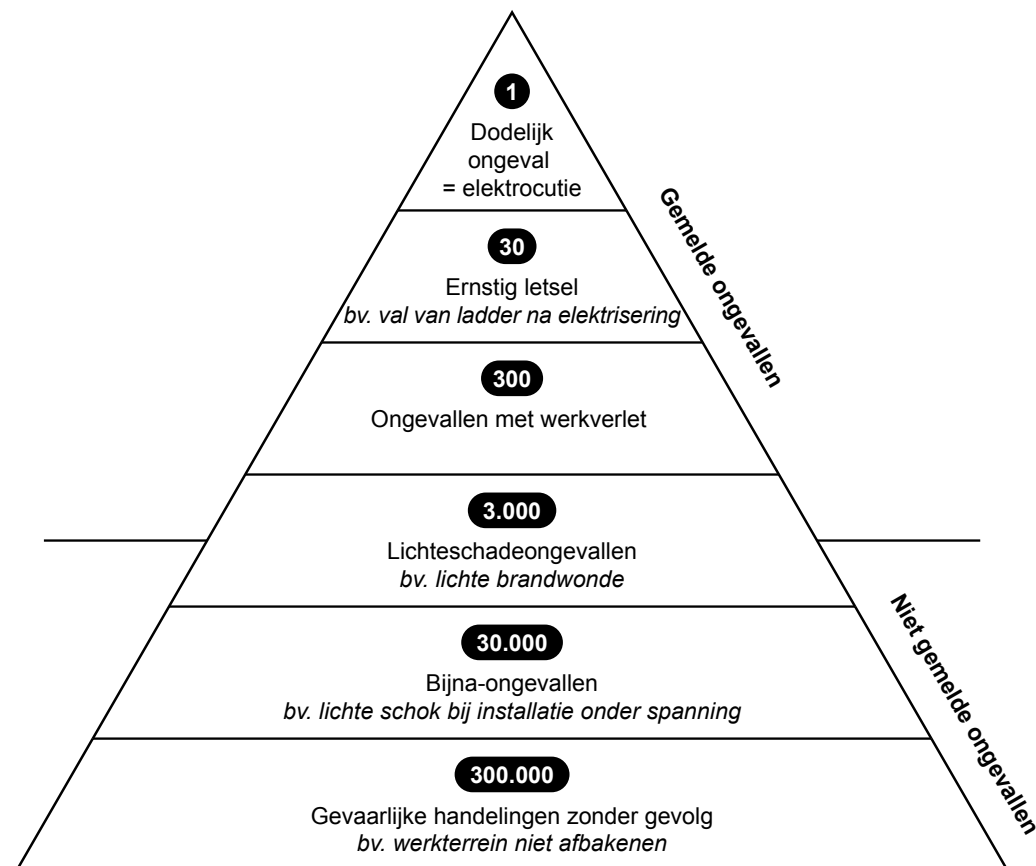 1
Dodelijk
ongeval
= elektrocutie
Gemelde ongevallen
30
Ernstig letsel
bv. val van ladder na elektrisering
300
Ongevallen met werkverlet
3.000
Lichteschadeongevallen
bv. lichte brandwonde
Niet gemelde ongevallen
30.000
Bijna-ongevallen
bv. lichte schok bij installatie onder spanning
300.000
Gevaarlijke handelingen zonder gevolg
bv. werkterrein niet afbakenen